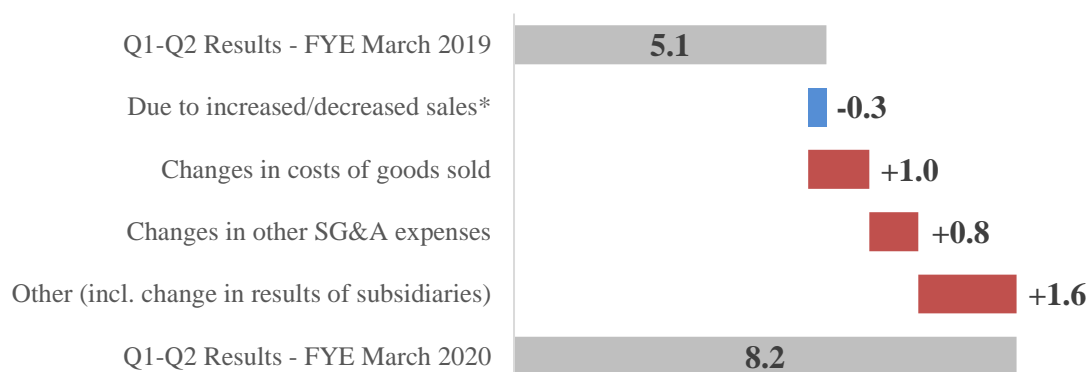 Q1-Q2 Results - FYE March 2019 5.1
Due to increased/decreased sales* -0.3
Changes in costs of goods sold +1.0
Changes in other SG&A expenses +0.8
Other (incl. change in results of subsidiaries) +1.6
Q1-Q2 Results - FYE March 2020 8.2